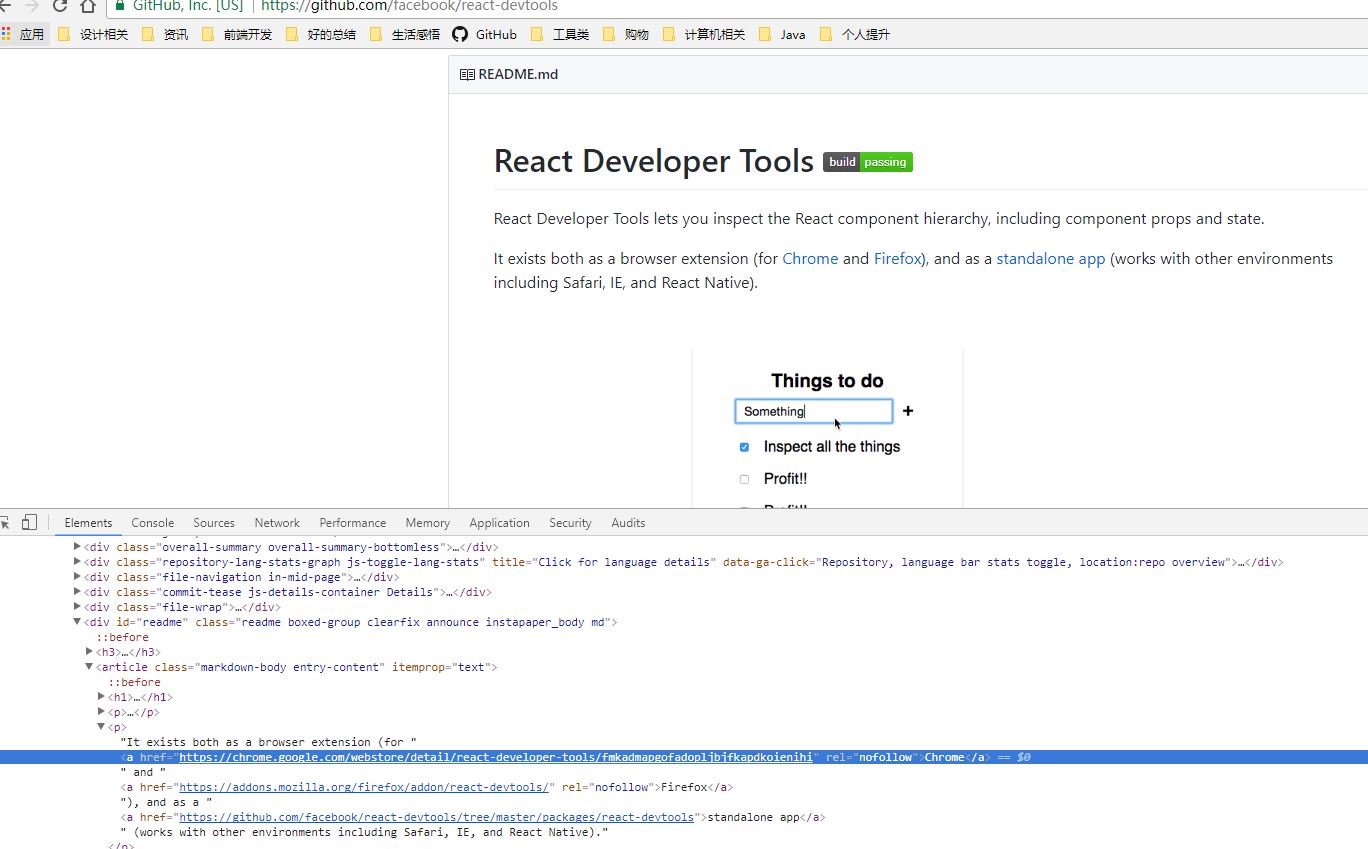 GitHub, Inc. [US] | https://github.com/facebook/react-devtools
应用 设计相关 资讯 前端开发 好的总结 生活感悟 GitHub 工具类 购物 计算机相关 Java 个人提升
README.md
React Developer Tools build passing
React Developer Tools lets you inspect the React component hierarchy, including component props and state.
It exists both as a browser extension (for Chrome and Firefox), and as a standalone app (works with other environments
including Safari, IE, and React Native).
Things to do
Something +
Inspect all the things
Profit!!
Profit!!
Elements Console Sources Network Performance Memory Application Security Audits
<div class="overall-summary overall-summary-bottomless">…</div>
<div class="repository-lang-stats-graph js-toggle-lang-stats" title="Click for language details" data-ga-click="Repository, language bar stats toggle, location:repo overview">…</div>
<div class="file-navigation in-mid-page">…</div>
<div class="commit-tease js-details-container Details">…</div>
<div class="file-wrap">…</div>
<div id="readme" class="readme boxed-group clearfix announce instapaper_body md">
::before
<h3>…</h3>
<article class="markdown-body entry-content" itemprop="text">
::before
<h1>…</h1>
<p>…</p>
<p>
"It exists both as a browser extension (for "
<a href="https://chrome.google.com/webstore/detail/react-developer-tools/fmkadmapgofadopljbjfkapdkoienihi" rel="nofollow">Chrome</a> == $0
" and "
<a href="https://addons.mozilla.org/firefox/addon/react-devtools/" rel="nofollow">Firefox</a>
"), and as a "
<a href="https://github.com/facebook/react-devtools/tree/master/packages/react-devtools">standalone app</a>
" (works with other environments including Safari, IE, and React Native)."
</p>